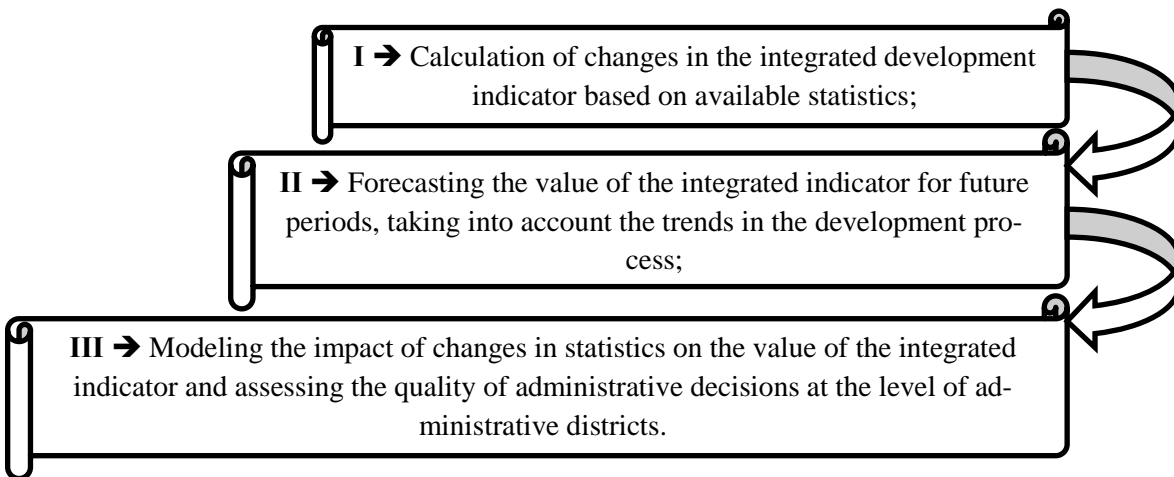 I ➔ Calculation of changes in the integrated development
indicator based on available statistics;
II ➔ Forecasting the value of the integrated indicator for future
periods, taking into account the trends in the development pro-
cess;
III ➔ Modeling the impact of changes in statistics on the value of the integrated
indicator and assessing the quality of administrative decisions at the level of ad-
ministrative districts.